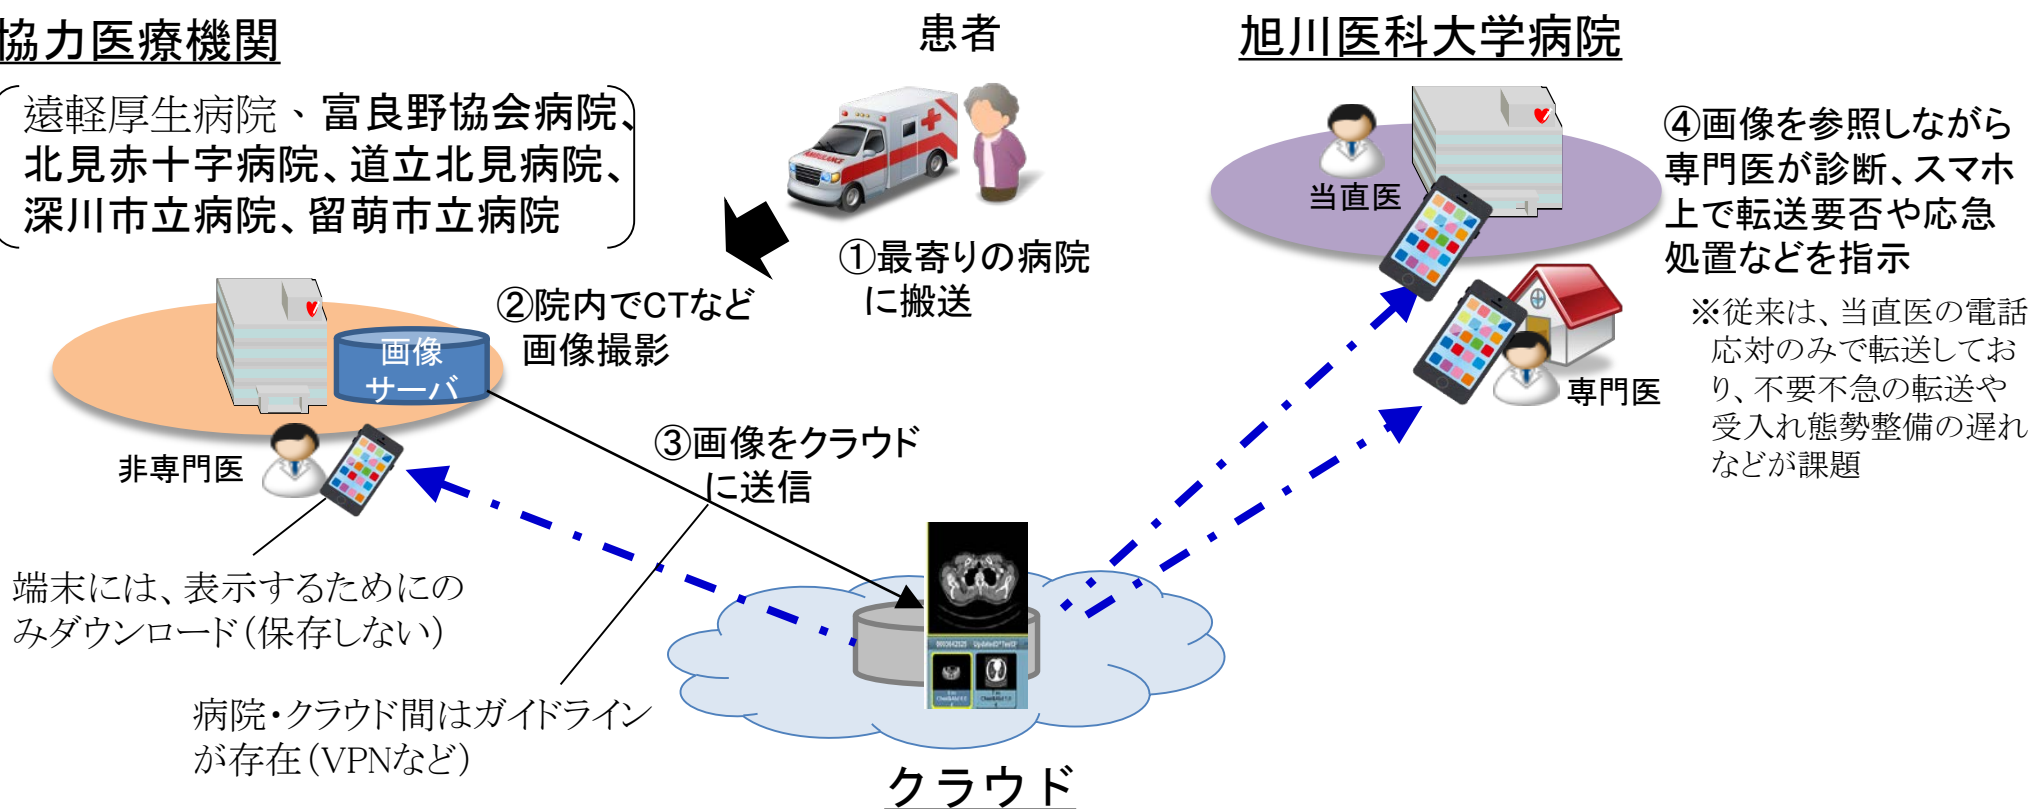 協力医療機関
遠軽厚生病院、富良野協会病院、
北見赤十字病院、道立北見病院、
深川市立病院、留萌市立病院
患者
AMBULANCE
①最寄りの病院
に搬送
②院内でCTなど
画像撮影
画像
サーバ
非専門医
③画像をクラウド
に送信
端末には、表示するためにの
みダウンロード(保存しない)
病院・クラウド間はガイドライン
が存在(VPNなど)
クラウド
旭川医科大学病院
当直医
専門医
④画像を参照しながら
専門医が診断、スマホ
上で転送要否や応急
処置などを指示
※従来は、当直医の電話
応対のみで転送してお
り、不要不急の転送や
受入れ態勢整備の遅れ
などが課題